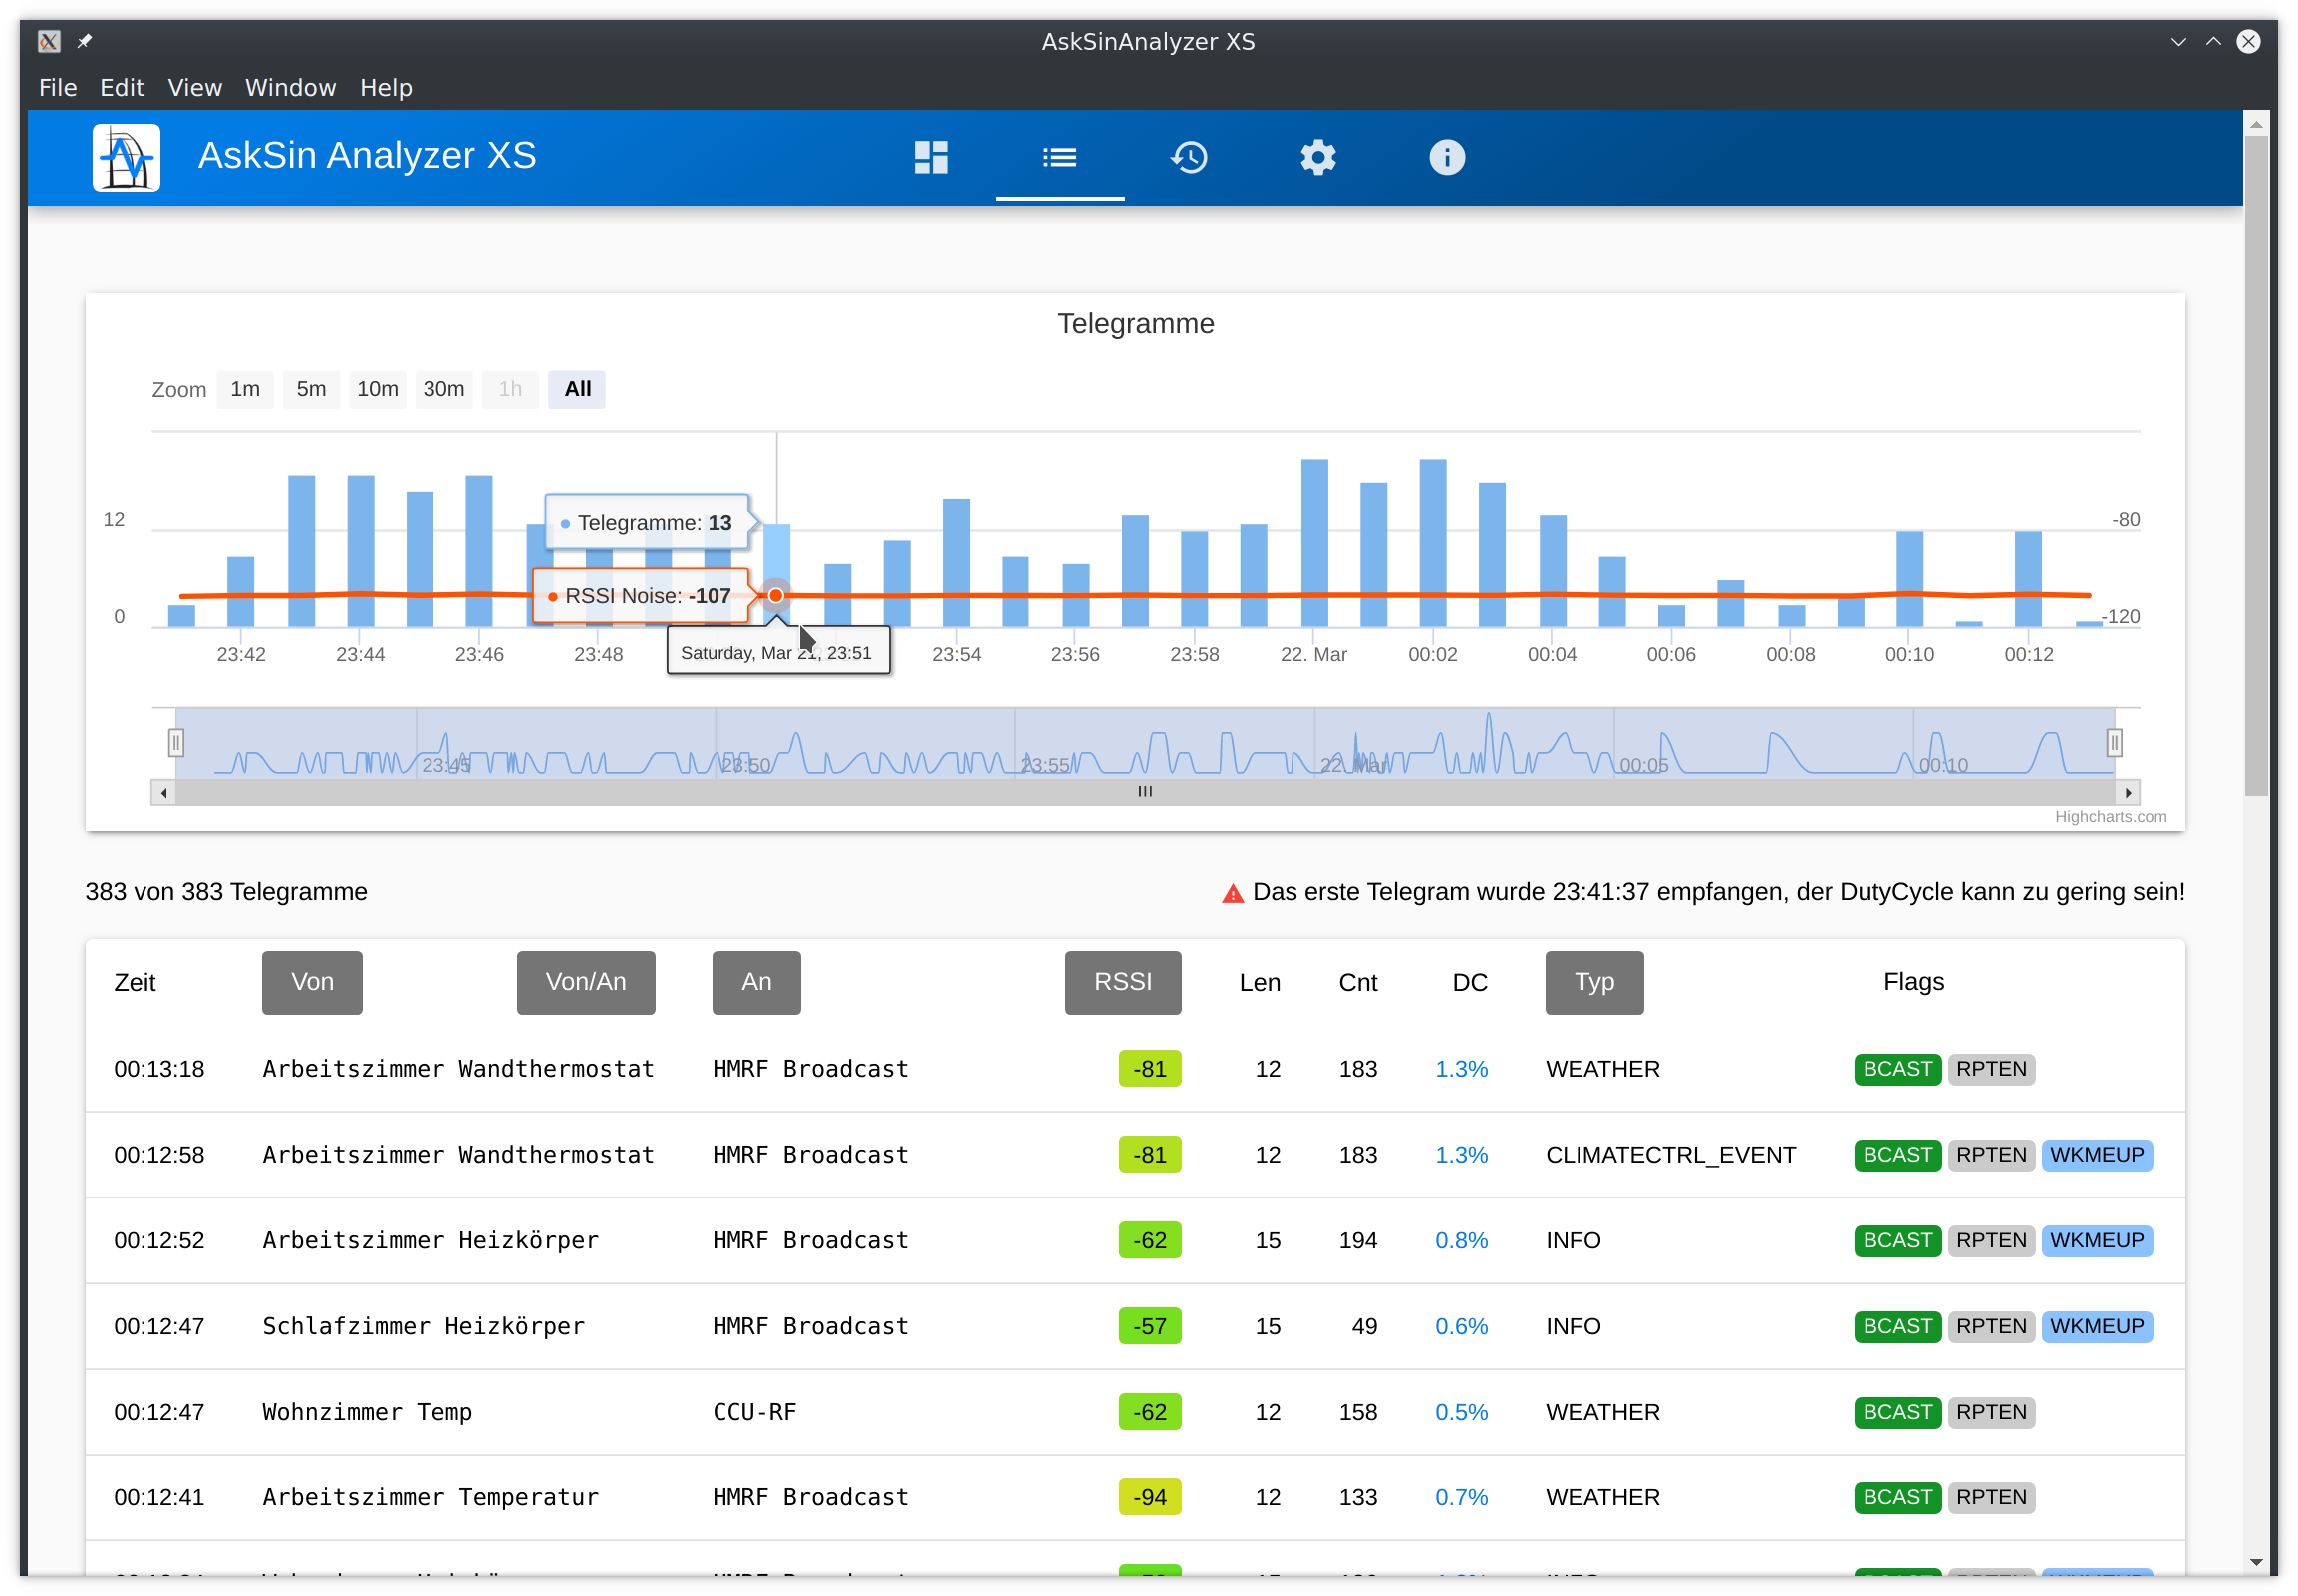 AskSinAnalyzer XS
File Edit View Window Help
AskSin Analyzer XS
Telegramme
Zoom 1m 5m 10m 30m 1h All
12 -80
Telegramme: 13
RSSI Noise: -107
0 -120
23:42 23:44 23:46 23:48 23:54 23:56 23:58 22. Mar 00:02 00:04 00:06 00:08 00:10 00:12
Saturday, Mar 21, 23:51
23:45 23:50 23:55 22. Mar 00:05 00:10
Highcharts.com
383 von 383 Telegramme Das erste Telegram wurde 23:41:37 empfangen, der DutyCycle kann zu gering sein!
Zeit Von Von/An An RSSI Len Cnt DC Typ Flags
00:13:18 Arbeitszimmer Wandthermostat HMRF Broadcast -81 12 183 1.3% WEATHER BCAST RPTEN
00:12:58 Arbeitszimmer Wandthermostat HMRF Broadcast -81 12 183 1.3% CLIMATECTRL_EVENT BCAST RPTEN WKMEUP
00:12:52 Arbeitszimmer Heizkörper HMRF Broadcast -62 15 194 0.8% INFO BCAST RPTEN WKMEUP
00:12:47 Schlafzimmer Heizkörper HMRF Broadcast -57 15 49 0.6% INFO BCAST RPTEN WKMEUP
00:12:47 Wohnzimmer Temp CCU-RF -62 12 158 0.5% WEATHER BCAST RPTEN
00:12:41 Arbeitszimmer Temperatur HMRF Broadcast -94 12 133 0.7% WEATHER BCAST RPTEN